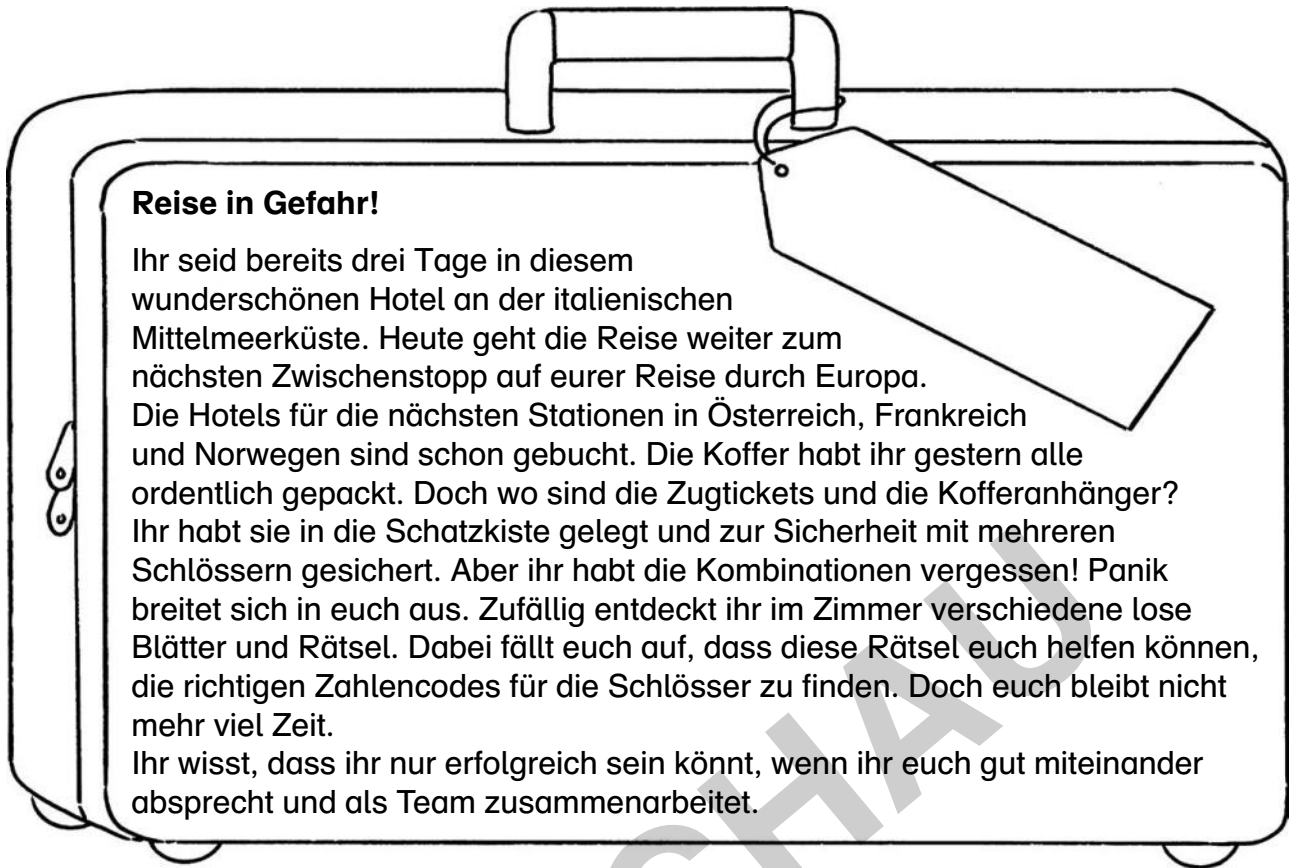 Reise in Gefahr!
Ihr seid bereits drei Tage in diesem
wunderschönen Hotel an der italienischen
Mittelmeerküste. Heute geht die Reise weiter zum
nächsten Zwischenstopp auf eurer Reise durch Europa.
Die Hotels für die nächsten Stationen in Österreich, Frankreich
und Norwegen sind schon gebucht. Die Koffer habt ihr gestern alle
ordentlich gepackt. Doch wo sind die Zugtickets und die Kofferanhänger?
Ihr habt sie in die Schatzkiste gelegt und zur Sicherheit mit mehreren
Schlössern gesichert. Aber ihr habt die Kombinationen vergessen! Panik
breitet sich in euch aus. Zufällig entdeckt ihr im Zimmer verschiedene lose
Blätter und Rätsel. Dabei fällt euch auf, dass diese Rätsel euch helfen können,
die richtigen Zahlencodes für die Schlösser zu finden. Doch euch bleibt nicht
mehr viel Zeit.
Ihr wisst, dass ihr nur erfolgreich sein könnt, wenn ihr euch gut miteinander
absprecht und als Team zusammenarbeitet.
CHAU